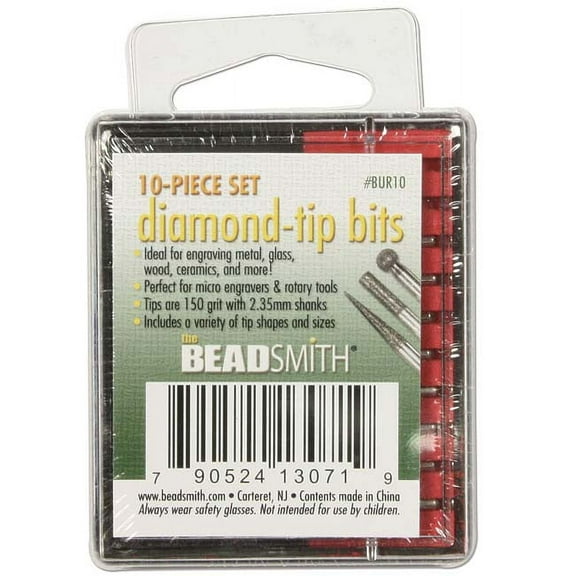 10-PIECE SET
#BUR10
diamond-tip bits
• Ideal for engraving metal, glass,
wood, ceramics, and more!
• Perfect for micro engravers & rotary tools
• Tips are 150 grit with 2.35mm shanks
• Includes a variety of tip shapes and sizes
the
BEADSMITH®
7 90524 13071 9
www.beadsmith.com • Carteret, NJ • Contents made in China
Always wear safety glasses. Not intended for use by children.